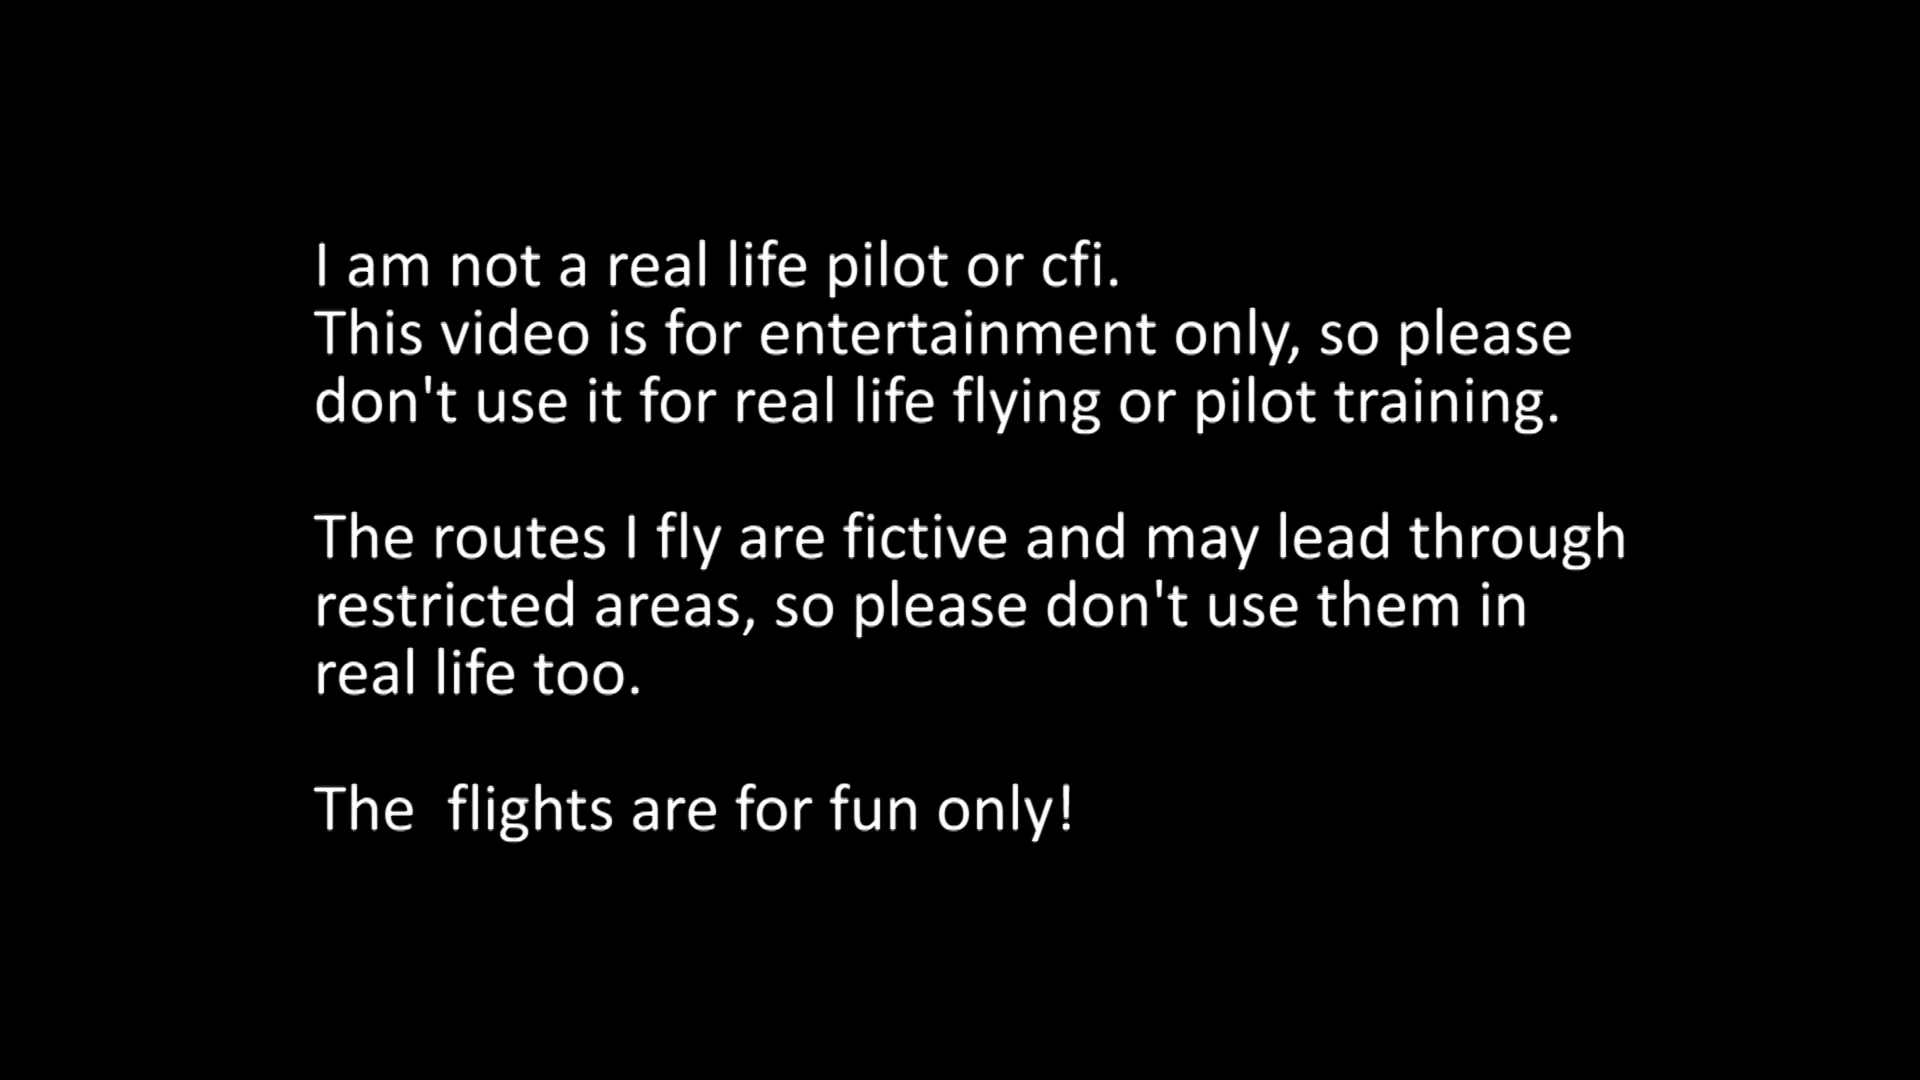 I am not a real life pilot or cfi.
This video is for entertainment only, so please
don't use it for real life flying or pilot training.
The routes I fly are fictive and may lead through
restricted areas, so please don't use them in
real life too.
The  flights are for fun only!